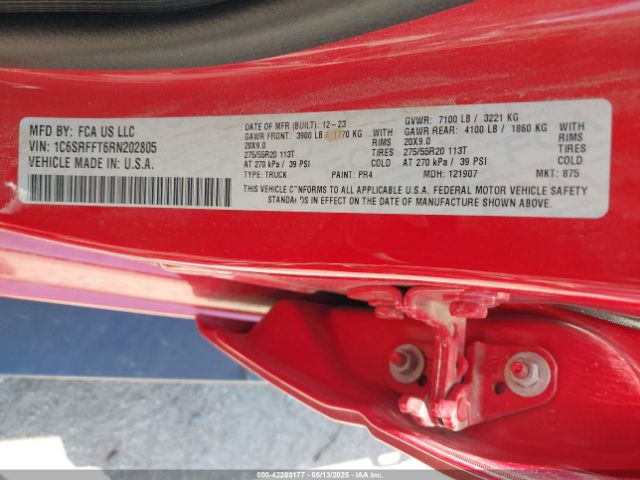 MFD BY: FCA US LLC
VIN: 1C6SRFFT6RN202805
VEHICLE MADE IN U.S.A.
DATE OF MFR (BUILT): 12-23
GAWR FRONT: 3900 LB / 1770 KG WITH
20X9.0 RIMS
275/55R20 113T TIRES
AT 270 kPa / 39 PSI COLD
TYPE: TRUCK PAINT: PR4
GVWR: 7100 LB / 3221 KG
GAWR REAR: 4100 LB / 1860 KG WITH
20X9.0 RIMS
275/55R20 113T TIRES
AT 270 kPa / 39 PSI COLD
MDH: 121907 MKT: 875
THIS VEHICLE CONFORMS TO ALL APPLICABLE U.S.A. FEDERAL MOTOR VEHICLE SAFETY
STANDARDS IN EFFECT ON THE DATE OF MANUFACTURE SHOWN ABOVE.
000-42203177 - 05/13/2025 - IAAI.COM